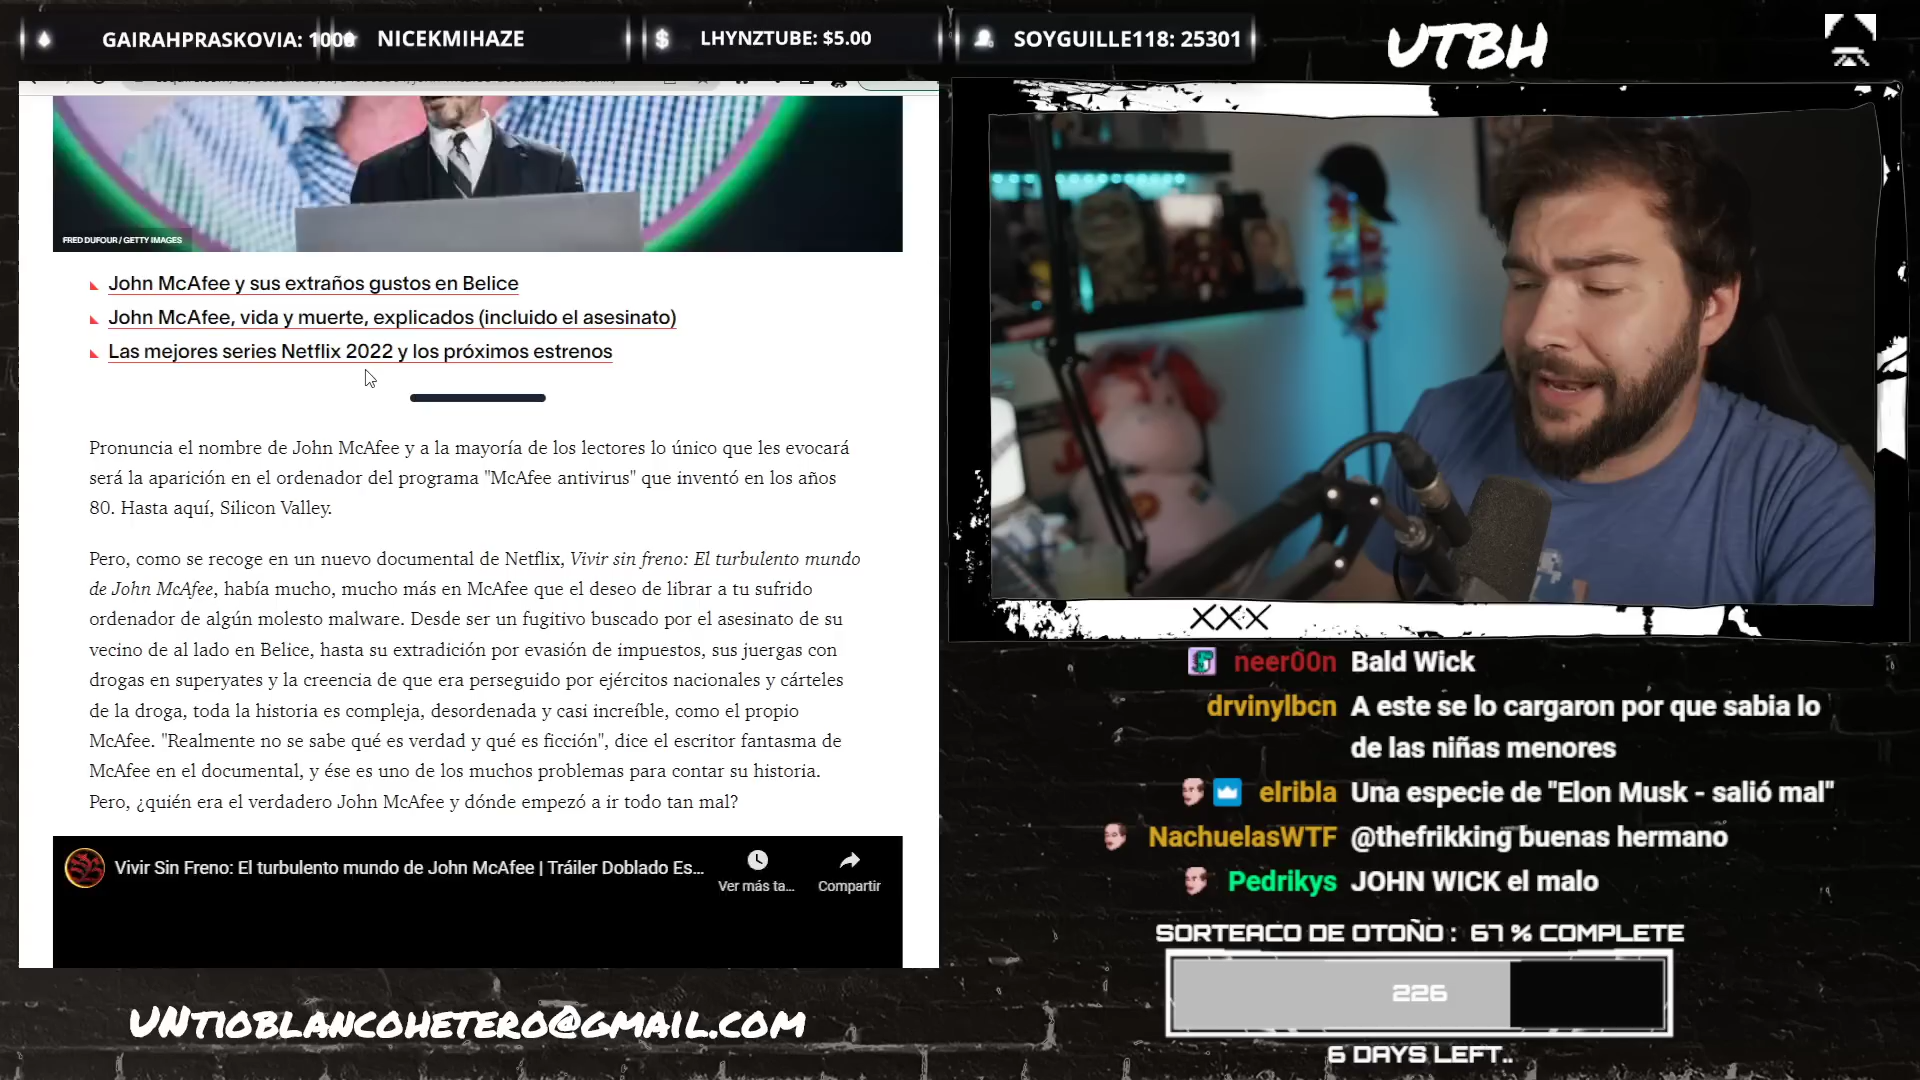 GAIRAHPRASKOVIA: 1000
NICEKMIHAZE
$
LHYNZTUBE: $5.00
SOYGUILLE118: 25301
UTBH
FRED DUFOUR / GETTY IMAGES
John McAfee y sus extraños gustos en Belice
John McAfee, vida y muerte, explicados (incluido el asesinato)
Las mejores series Netflix 2022 y los próximos estrenos
Pronuncia el nombre de John McAfee y a la mayoría de los lectores lo único que les evocará
será la aparición en el ordenador del programa "McAfee antivirus" que inventó en los años
80. Hasta aquí, Silicon Valley.
Pero, como se recoge en un nuevo documental de Netflix, Vivir sin freno: El turbulento mundo
de John McAfee, había mucho, mucho más en McAfee que el deseo de librar a tu sufrido
ordenador de algún molesto malware. Desde ser un fugitivo buscado por el asesinato de su
vecino de al lado en Belice, hasta su extradición por evasión de impuestos, sus juergas con
drogas en superyates y la creencia de que era perseguido por ejércitos nacionales y cárteles
de la droga, toda la historia es compleja, desordenada y casi increíble, como el propio
McAfee. "Realmente no se sabe qué es verdad y qué es ficción", dice el escritor fantasma de
McAfee en el documental, y ése es uno de los muchos problemas para contar su historia.
Pero, ¿quién era el verdadero John McAfee y dónde empezó a ir todo tan mal?
Vivir Sin Freno: El turbulento mundo de John McAfee | Tráiler Doblado Es...
Ver más ta...
Compartir
XXX
neer00n Bald Wick
drvinylbcn A este se lo cargaron por que sabia lo
de las niñas menores
elribla Una especie de "Elon Musk - salió mal"
NachuelasWTF @thefrikking buenas hermano
Pedrikys JOHN WICK el malo
SORTEACO DE OTOÑO : 67 % COMPLETE
226
6 DAYS LEFT..
UNTIOBLANCOHETERO@GMAIL.COM